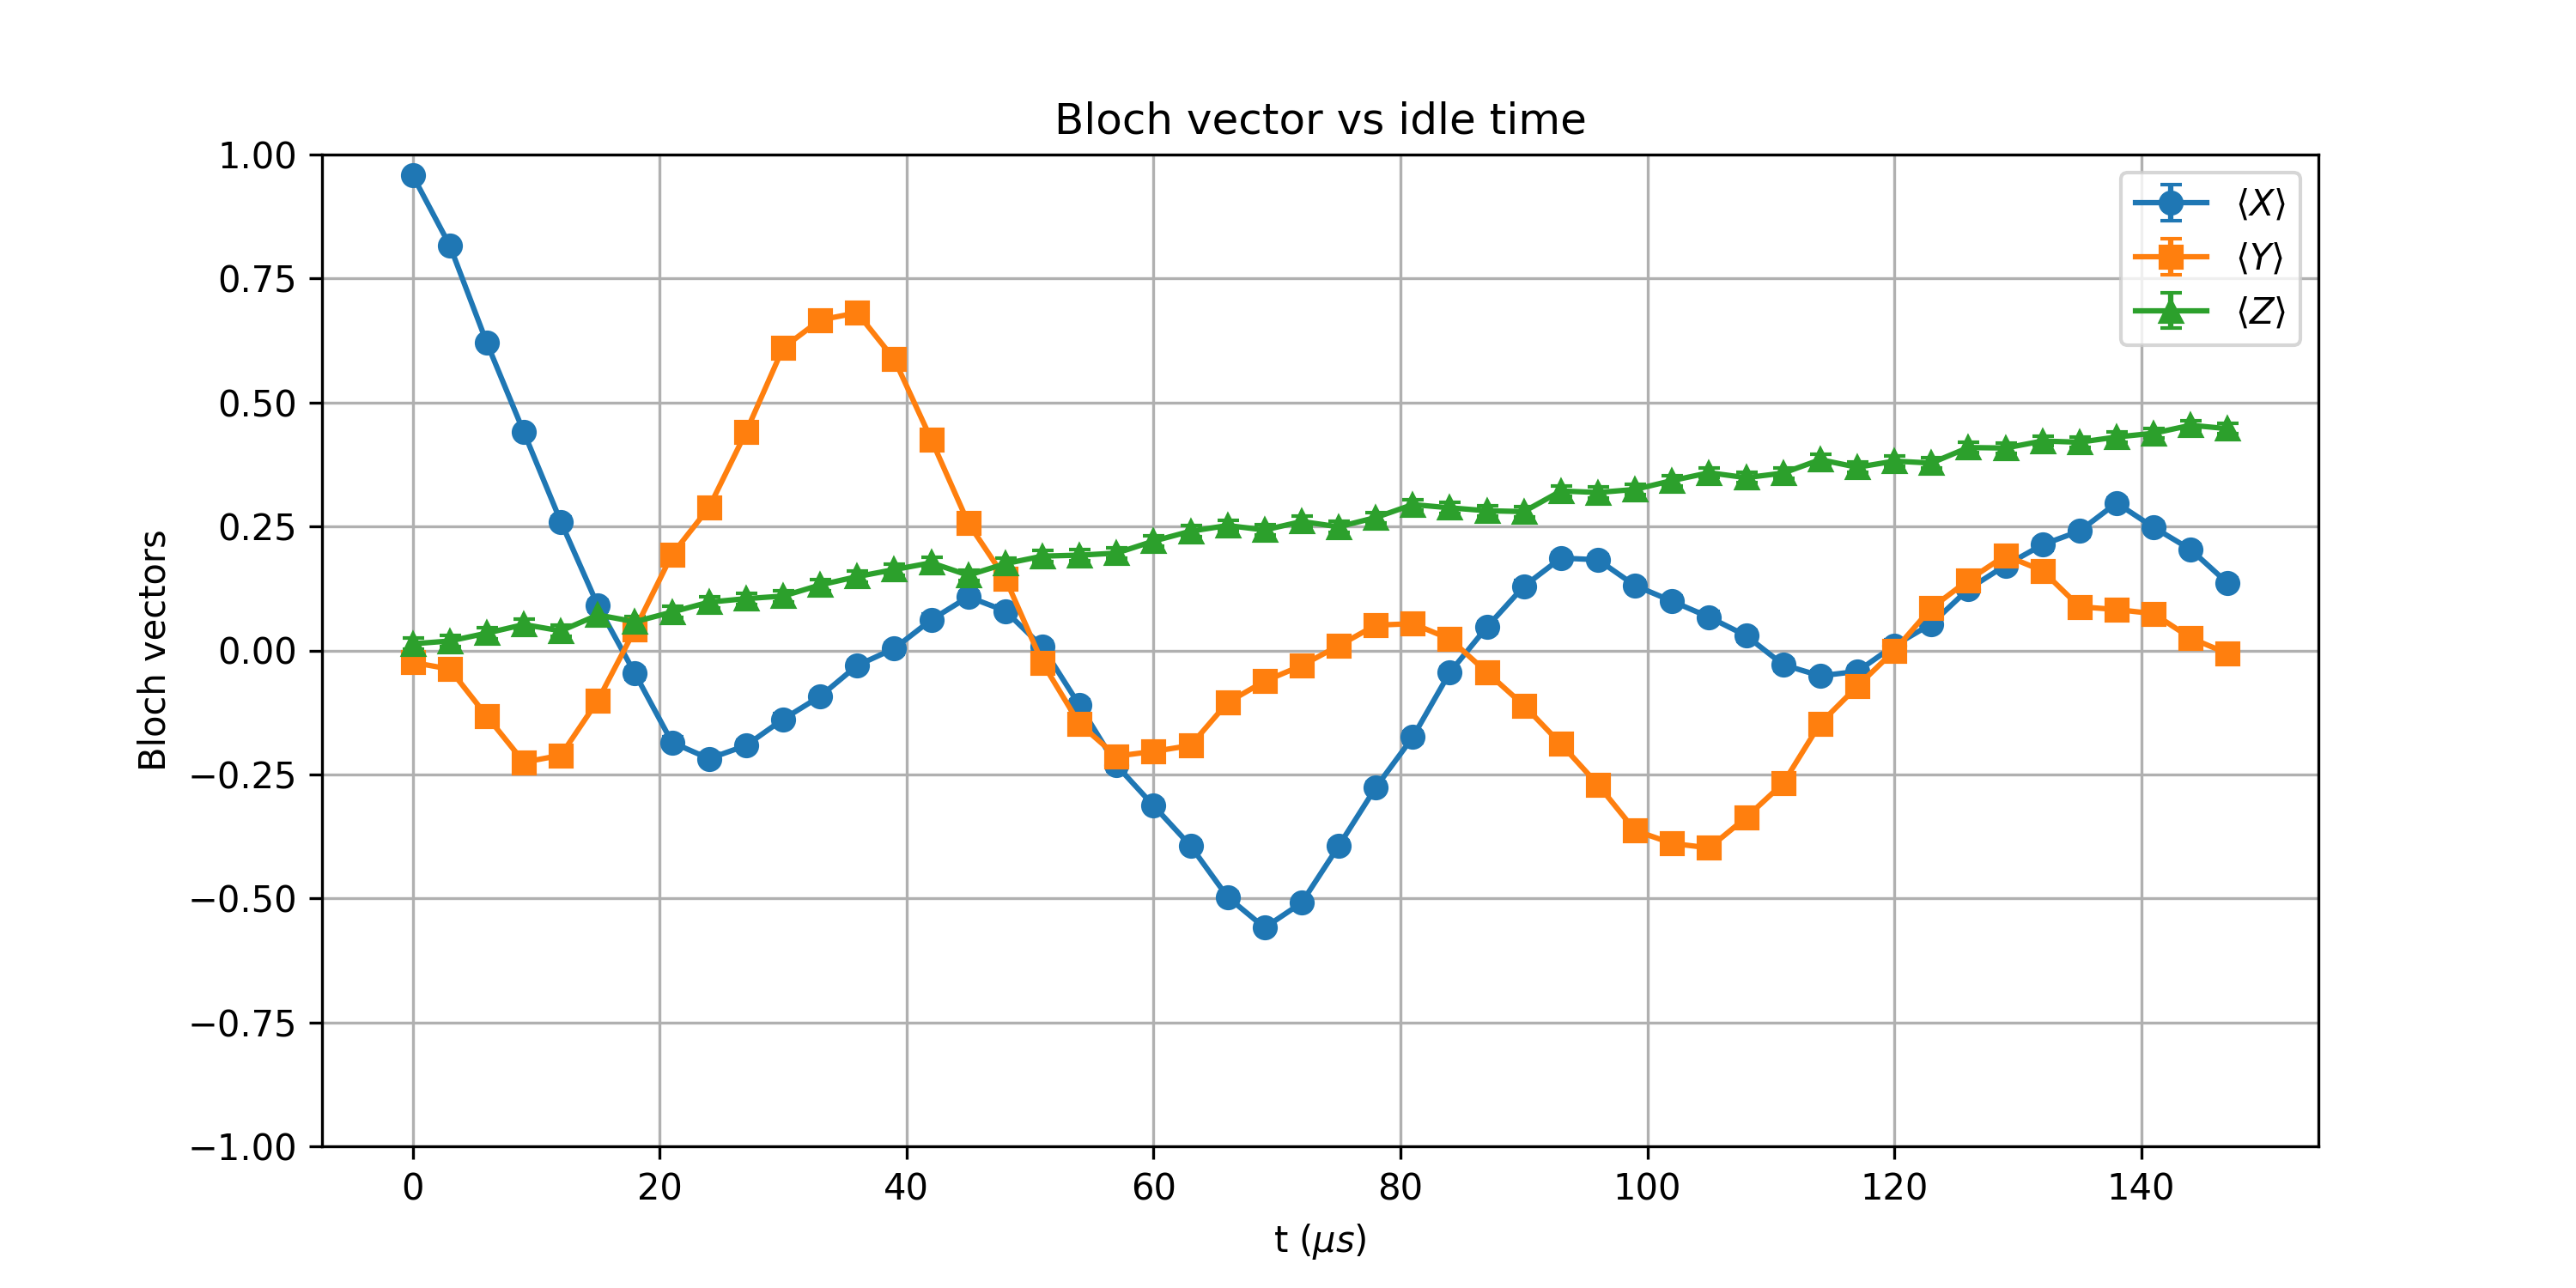 Bloch vector vs idle time
1.00
0.75
0.50
0.25
0.00
−0.25
−0.50
−0.75
−1.00
Bloch vectors
⟨X⟩
⟨Y⟩
⟨Z⟩
0 20 40 60 80 100 120 140
t (μs)